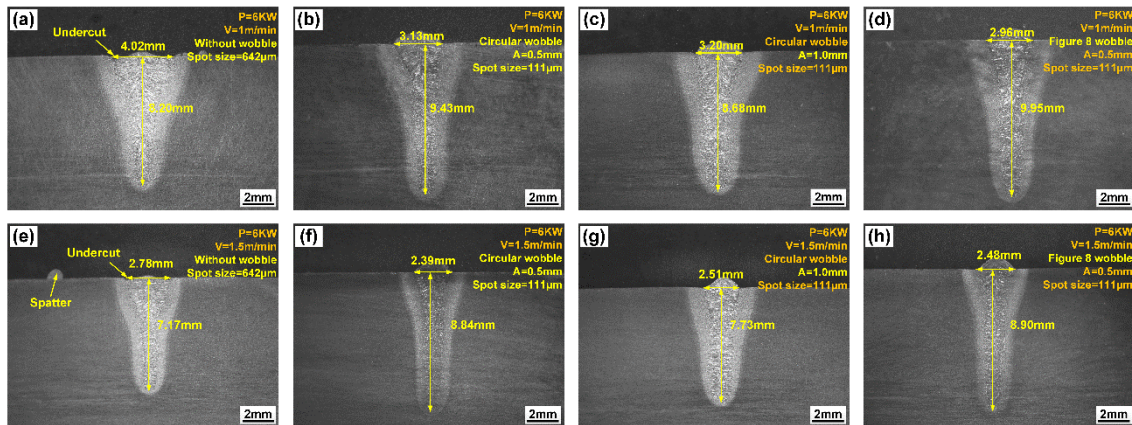 (a)
P=6KW
V=1m/min
Without wobble
Spot size=642μm
Undercut
4.02mm
8.20mm
2mm
(b)
P=6KW
V=1m/min
Circular wobble
A=0.5mm
Spot size=111μm
3.13mm
9.43mm
2mm
(c)
P=6KW
V=1m/min
Circular wobble
A=1.0mm
Spot size=111μm
3.20mm
8.68mm
2mm
(d)
P=6KW
V=1m/min
Figure 8 wobble
A=0.5mm
Spot size=111μm
2.96mm
9.95mm
2mm
(e)
P=6KW
V=1.5m/min
Without wobble
Spot size=642μm
Undercut
2.78mm
Spatter
7.17mm
2mm
(f)
P=6KW
V=1.5m/min
Circular wobble
A=0.5mm
Spot size=111μm
2.39mm
8.84mm
2mm
(g)
P=6KW
V=1.5m/min
Circular wobble
A=1.0mm
Spot size=111μm
2.51mm
7.73mm
2mm
(h)
P=6KW
V=1.5m/min
Figure 8 wobble
A=0.5mm
Spot size=111μm
2.48mm
8.90mm
2mm